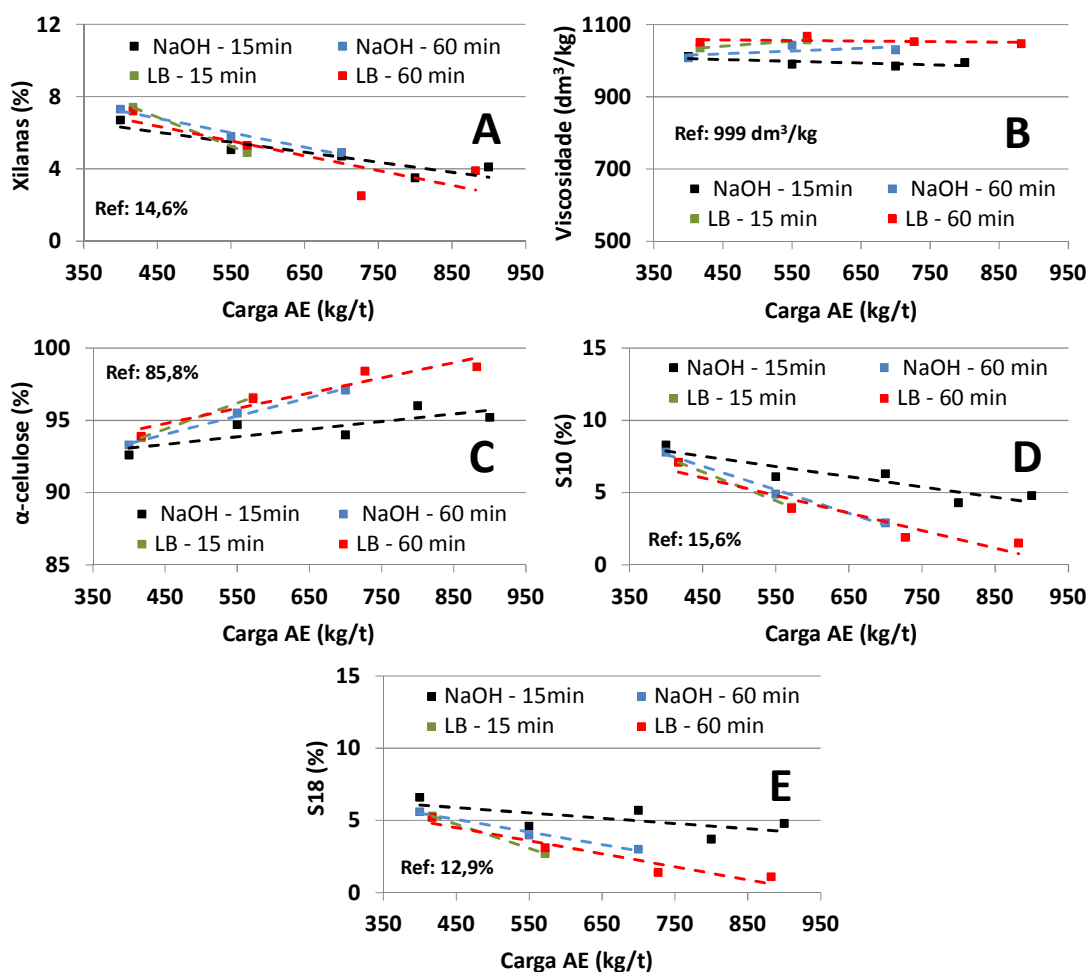 12
8
4
0
Xilanas (%)
NaOH - 15min
NaOH - 60 min
LB - 15 min
LB - 60 min
A
Ref: 14,6%
350 450 550 650 750 850 950
Carga AE (kg/t)
1100
900
700
500
Viscosidade (dm³/kg)
B
Ref: 999 dm³/kg
NaOH - 15min
NaOH - 60 min
LB - 15 min
LB - 60 min
350 450 550 650 750 850 950
Carga AE (kg/t)
100
95
90
85
α-celulose (%)
Ref: 85,8%
C
NaOH - 15min
NaOH - 60 min
LB - 15 min
LB - 60 min
350 450 550 650 750 850 950
Carga AE (kg/t)
15
10
5
0
S10 (%)
NaOH - 15min
NaOH - 60 min
LB - 15 min
LB - 60 min
D
Ref: 15,6%
350 450 550 650 750 850 950
Carga AE (kg/t)
15
10
5
0
S18 (%)
NaOH - 15min
NaOH - 60 min
LB - 15 min
LB - 60 min
E
Ref: 12,9%
350 450 550 650 750 850 950
Carga AE (kg/t)